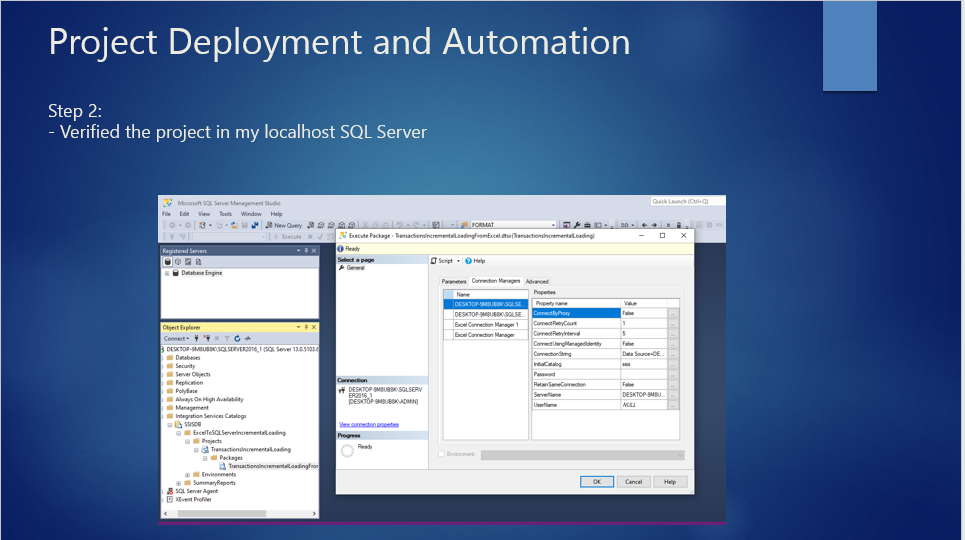 Project Deployment and Automation
Step 2:
- Verified the project in my localhost SQL Server
Microsoft SQL Server Management Studio
Quick Launch (Ctrl+Q)
File Edit View Tools Window Help
New Query
FORMAT
Execute
Registered Servers
Database Engine
Object Explorer
Connect
DESKTOP-9M8UB8K\SQLSERVER2016_1 (SQL Server 13.0.5103.6
Databases
Security
Server Objects
Replication
PolyBase
Always On High Availability
Management
Integration Services Catalogs
SSISDB
ExcelToSQLServerIncrementalLoading
Projects
TransactionsIncrementalLoading
Packages
TransactionsIncrementalLoadingFror
Environments
SummaryReports
SQL Server Agent
XEvent Profiler
Execute Package - TransactionsIncrementalLoadingFromExcel.dtsx(TransactionsIncrementalLoading)
Ready
Select a page
General
Connection
DESKTOP-9M8UB8K\SQLSERV
ER2016_1
[DESKTOP-9M8UB8K\ADMIN]
View connection properties
Progress
Ready
Script Help
Parameters Connection Managers Advanced
Name
DESKTOP-9M8UB8K\SQLSE...
DESKTOP-9M8UB8K\SQLSE...
Excel Connection Manager 1
Excel Connection Manager
Properties
Property name Value
ConnectByProxy False ...
ConnectRetryCount 1 ...
ConnectRetryInterval 5 ...
ConnectUsingManagedIdentity False ...
ConnectionString Data Source=DE... ...
InitialCatalog ...
Password ...
RetainSameConnection False ...
ServerName DESKTOP-9M8U... ...
UserName NULL ...
Environment
OK Cancel Help